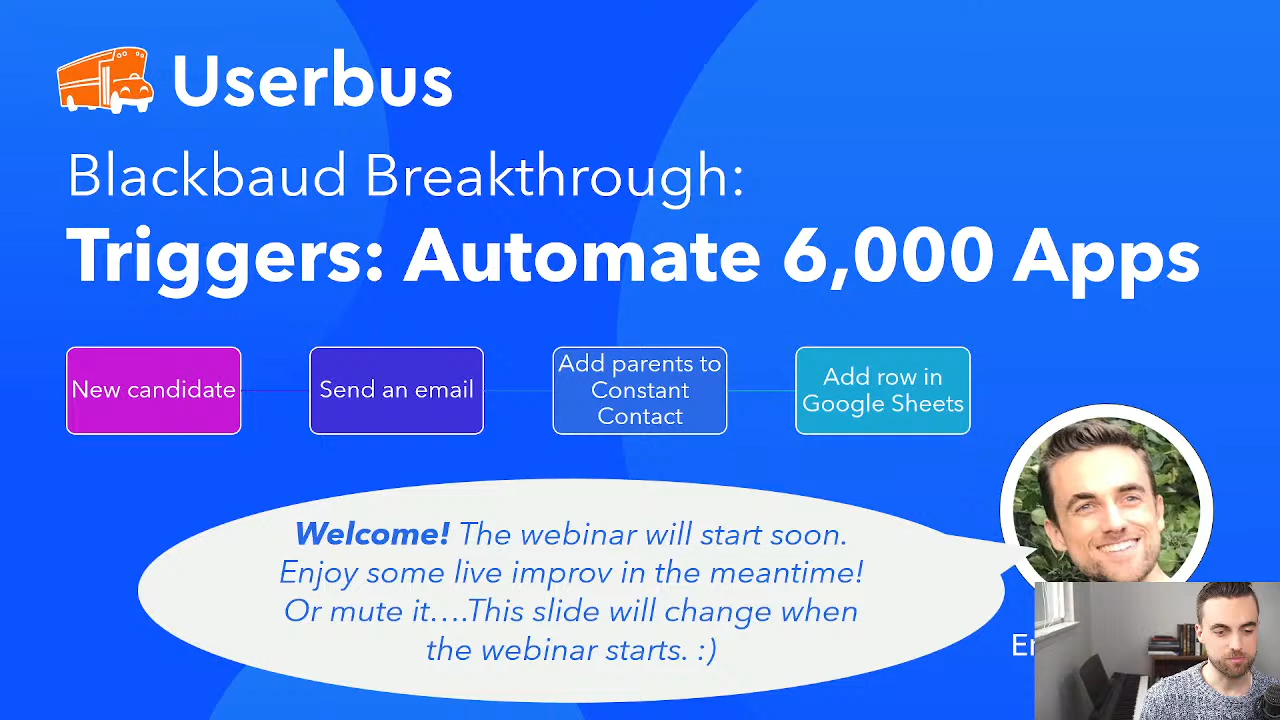 Userbus
Blackbaud Breakthrough:
Triggers: Automate 6,000 Apps
New candidate
Send an email
Add parents to
Constant
Contact
Add row in
Google Sheets
Welcome! The webinar will start soon.
Enjoy some live improv in the meantime!
Or mute it....This slide will change when
the webinar starts. :)